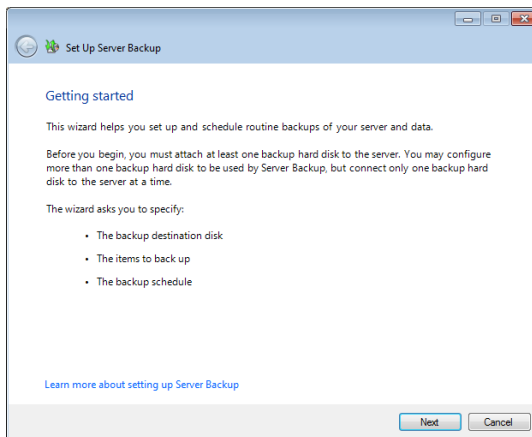 Set Up Server Backup
Getting started
This wizard helps you set up and schedule routine backups of your server and data.
Before you begin, you must attach at least one backup hard disk to the server. You may configure
more than one backup hard disk to be used by Server Backup, but connect only one backup hard
disk to the server at a time.
The wizard asks you to specify:
• The backup destination disk
• The items to back up
• The backup schedule
Learn more about setting up Server Backup
Next Cancel